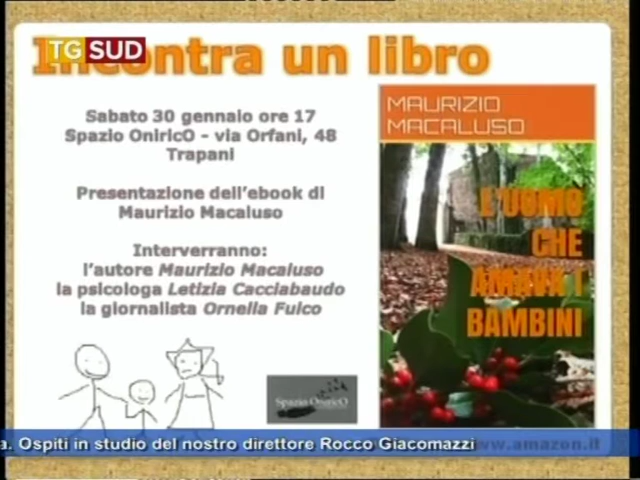 TG SUD
Incontra un libro
Sabato 30 gennaio ore 17
Spazio OniricO - via Orfani, 48
Trapani
Presentazione dell'ebook di
Maurizio Macaluso
Interverranno:
l'autore Maurizio Macaluso
la psicologa Letizia Cacciabaudo
la giornalista Ornella Fulco
MAURIZIO
MACALUSO
L'UOMO
CHE
AMAVA I
BAMBINI
Spazio OniricO
a. Ospiti in studio del nostro direttore Rocco Giacomazzi
www.amazon.it